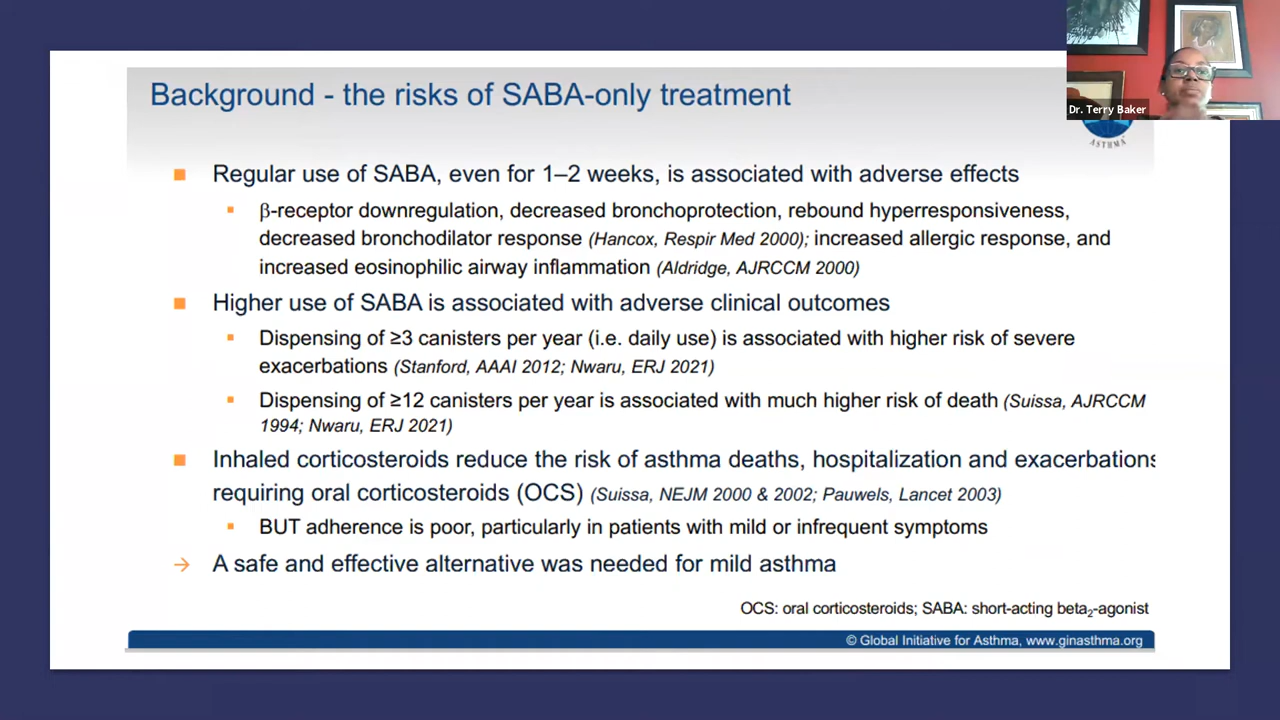 Background - the risks of SABA-only treatment
Dr. Terry Baker
ASTHMA
Regular use of SABA, even for 1–2 weeks, is associated with adverse effects
β-receptor downregulation, decreased bronchoprotection, rebound hyperresponsiveness,
decreased bronchodilator response (Hancox, Respir Med 2000); increased allergic response, and
increased eosinophilic airway inflammation (Aldridge, AJRCCM 2000)
Higher use of SABA is associated with adverse clinical outcomes
Dispensing of ≥3 canisters per year (i.e. daily use) is associated with higher risk of severe
exacerbations (Stanford, AAAI 2012; Nwaru, ERJ 2021)
Dispensing of ≥12 canisters per year is associated with much higher risk of death (Suissa, AJRCCM
1994; Nwaru, ERJ 2021)
Inhaled corticosteroids reduce the risk of asthma deaths, hospitalization and exacerbations
requiring oral corticosteroids (OCS) (Suissa, NEJM 2000 & 2002; Pauwels, Lancet 2003)
BUT adherence is poor, particularly in patients with mild or infrequent symptoms
→ A safe and effective alternative was needed for mild asthma
OCS: oral corticosteroids; SABA: short-acting beta₂-agonist
© Global Initiative for Asthma, www.ginasthma.org